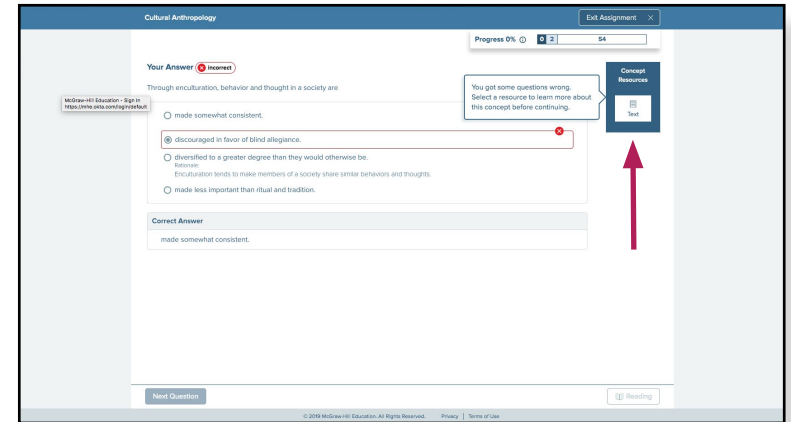 Cultural Anthropology
Exit Assignment ×
Progress 0% 0 2 54
Your Answer incorrect
Through enculturation, behavior and thought in a society are
You got some questions wrong.
Select a resource to learn more about
this concept before continuing.
Concept
Resources
Text
McGraw-Hill Education - Sign In
https://mhe.okta.com/login/default
made somewhat consistent.
discouraged in favor of blind allegiance.
diversified to a greater degree than they would otherwise be.
Rationale:
Enculturation tends to make members of a society share similar behaviors and thoughts.
made less important than ritual and tradition.
Correct Answer
made somewhat consistent.
Next Question
Reading
© 2019 McGraw-Hill Education. All Rights Reserved. Privacy | Terms of Use